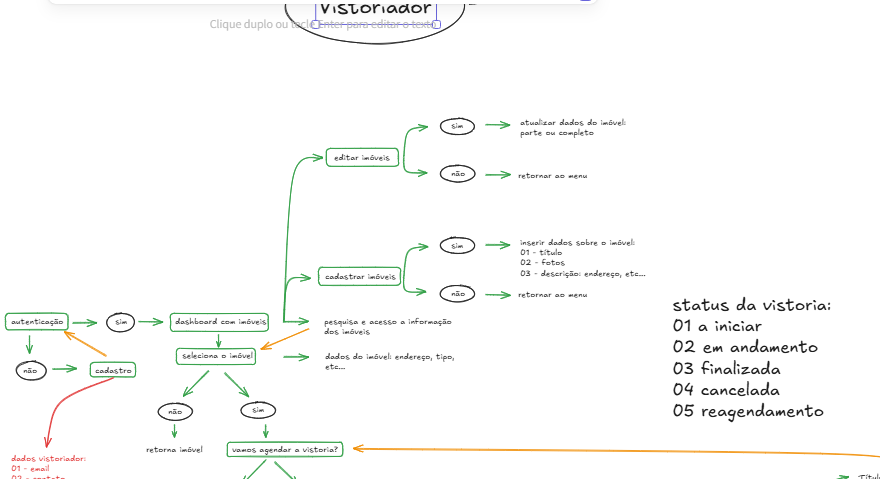 Vistoriador
Clique duplo ou tecle Enter para editar o texto
sim
atualizar dados do imóvel:
parte ou completo
editar imóveis
não
retornar ao menu
sim
inserir dados sobre o imóvel:
01 - título
02 - fotos
03 - descrição: endereço, etc...
cadastrar imóveis
não
retornar ao menu
autenticação
sim
dashboard com imóveis
pesquisa e acesso a informação
dos imóveis
seleciona o imóvel
dados do imóvel: endereço, tipo,
etc...
não
cadastro
não
sim
retorna imóvel
vamos agendar a vistoria?
status da vistoria:
01 a iniciar
02 em andamento
03 finalizada
04 cancelada
05 reagendamento
dados vistoriador:
01 - email